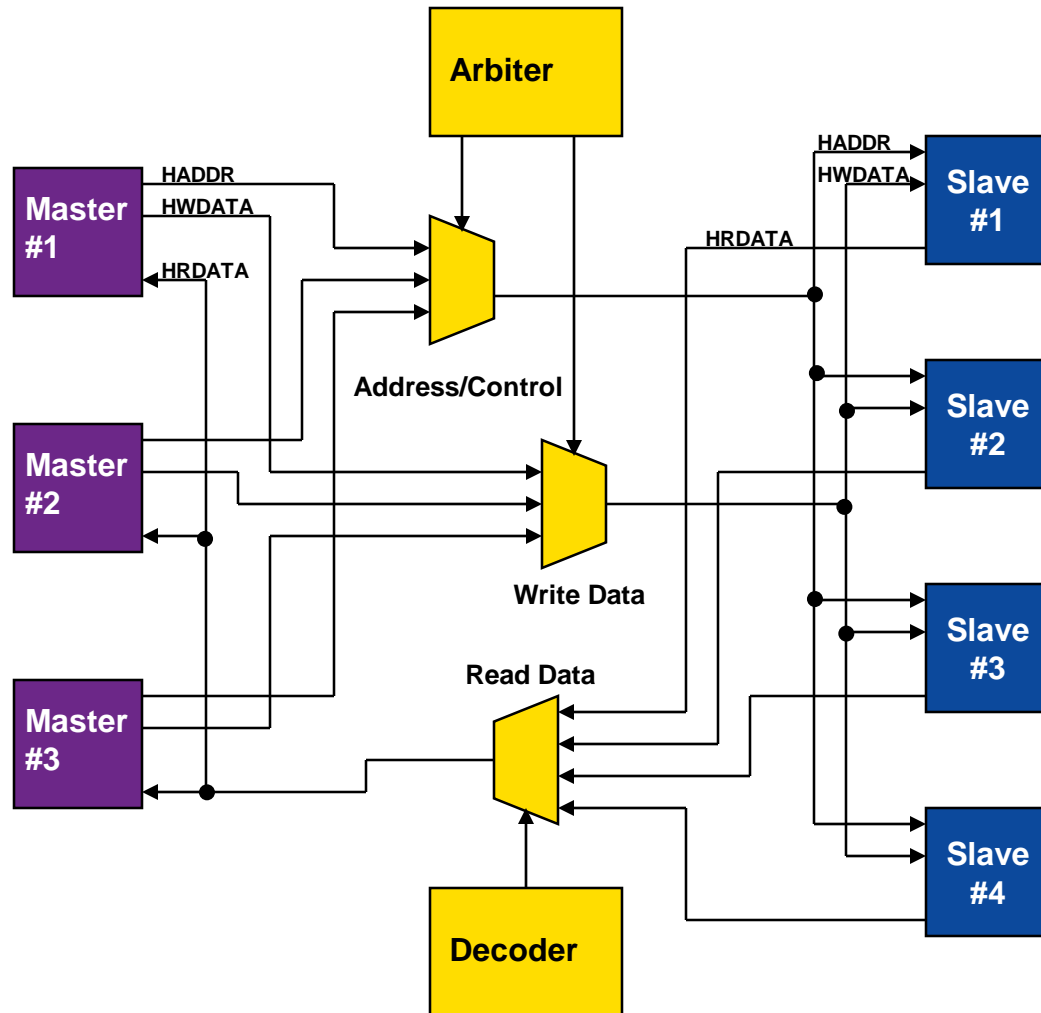 Arbiter
HADDR
HWDATA
HRDATA
Master
#1
HADDR
HWDATA
HRDATA
Slave
#1
Address/Control
Master
#2
Slave
#2
Write Data
Read Data
Slave
#3
Master
#3
Slave
#4
Decoder